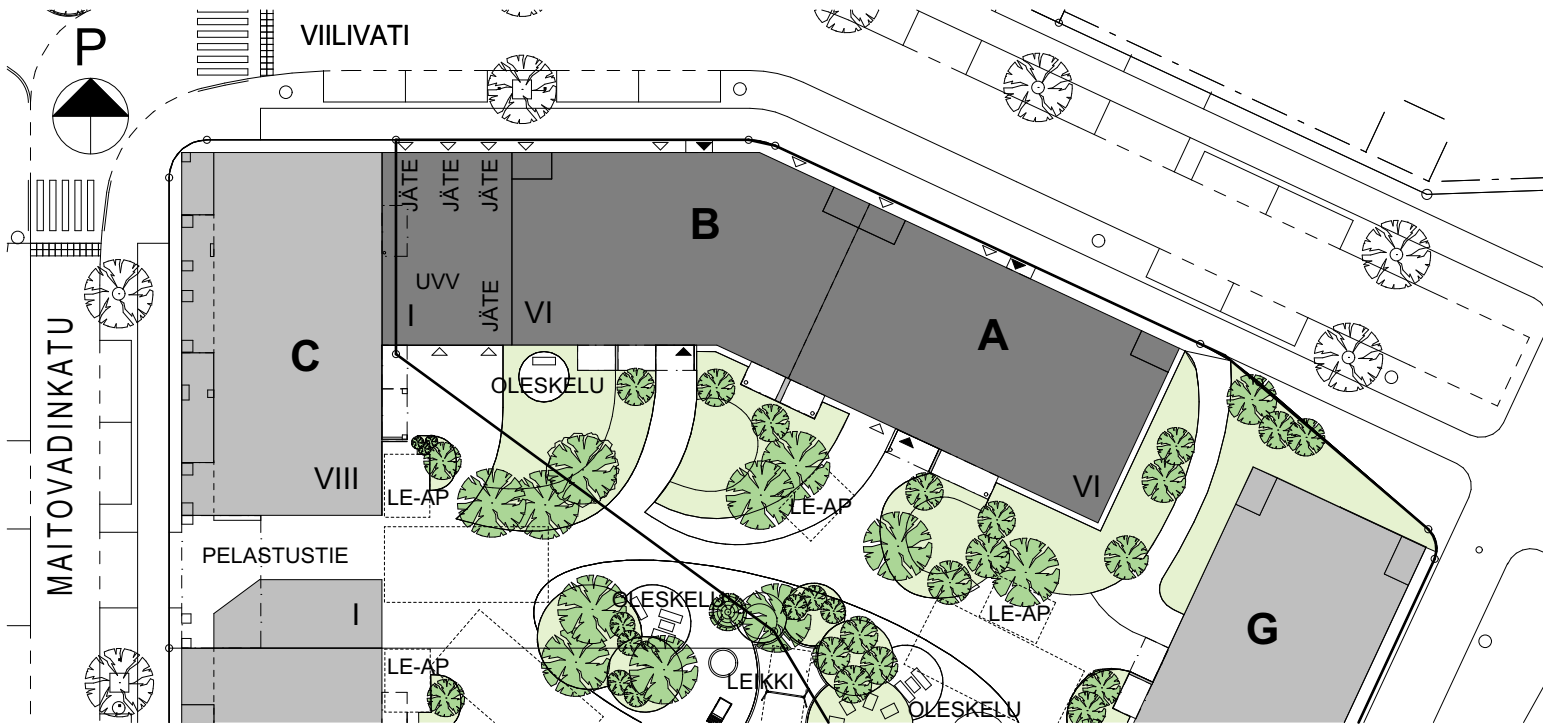 P
VIILIVATI
JÄTE
JÄTE
JÄTE
B
UVV
JÄTE
I
VI
A
C
MAITOVADINKATU
OLESKELU
VIII
LE-AP
LE-AP
VI
PELASTUSTIE
I
OLESKELU
LE-AP
G
LE-AP
LEIKKI
OLESKELU